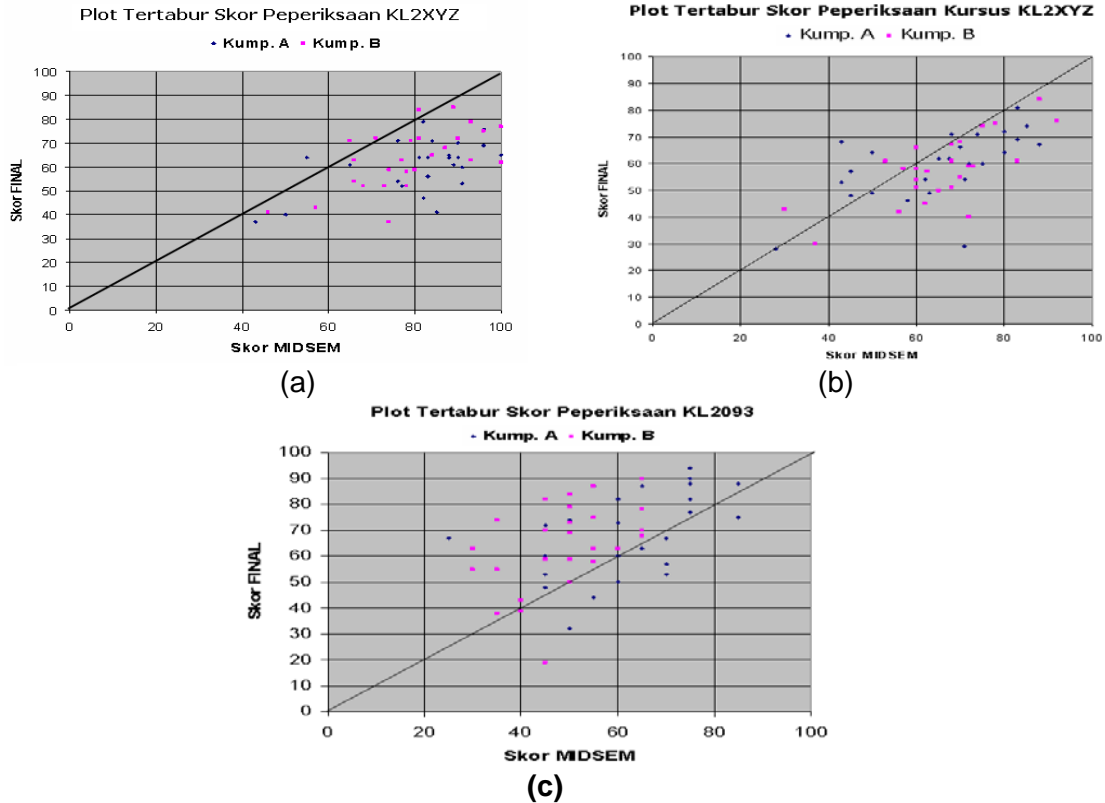 Plot Tertabur Skor Peperiksaan KL2XYZ
Kump. A Kump. B
100
90
80
70
60
50
40
30
20
10
0
Skor FINAL
0 20 40 60 80 100
Skor MIDSEM
(a)
Plot Tertabur Skor Peperiksaan Kursus KL2XYZ
Kump. A Kump. B
100
90
80
70
60
50
40
30
20
10
0
Skor FINAL
0 20 40 60 80 100
Skor MIDSEM
(b)
Plot Tertabur Skor Peperiksaan KL2093
Kump. A Kump. B
100
90
80
70
60
50
40
30
20
10
0
Skor FINAL
0 20 40 60 80 100
Skor MIDSEM
(c)